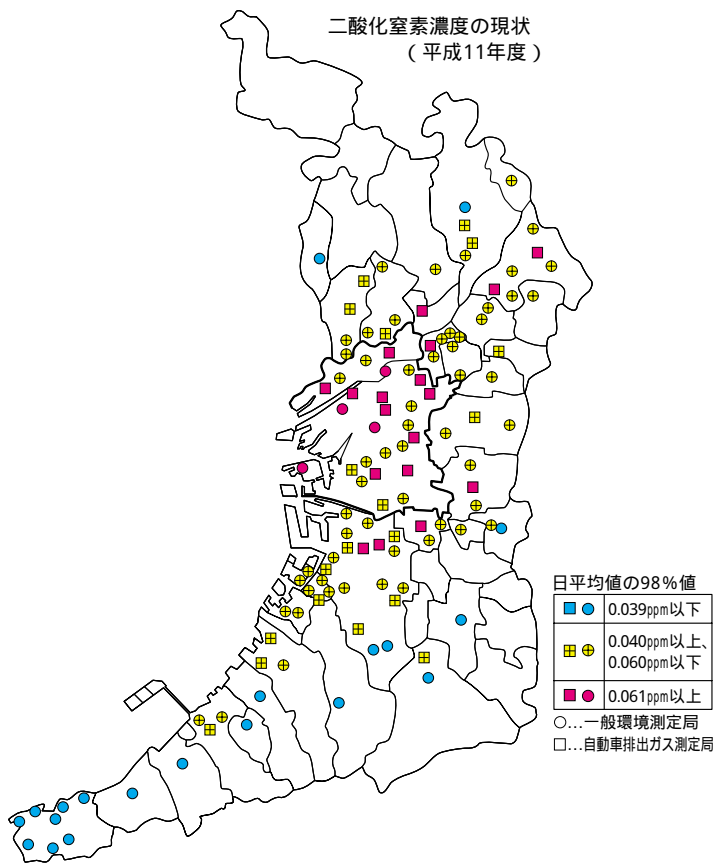 二酸化窒素濃度の現状
（平成11年度）
日平均値の98％値
0.039ppm以下
0.040ppm以上、
0.060ppm以下
0.061ppm以上
○…一般環境測定局
□…自動車排出ガス測定局